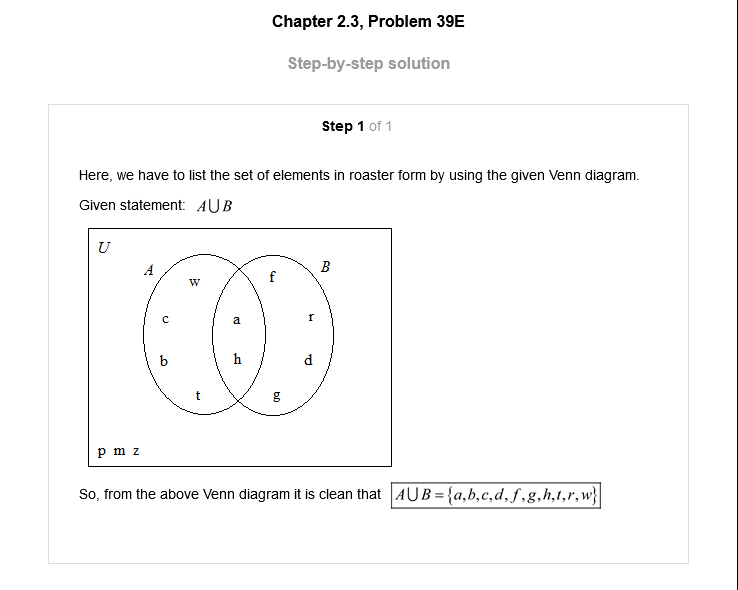 Chapter 2.3, Problem 39E
Step-by-step solution
Step 1 of 1
Here, we have to list the set of elements in roaster form by using the given Venn diagram.
Given statement: A∪B
U
A
B
w
f
c
a
r
b
h
d
t
g
p m z
So, from the above Venn diagram it is clean that A∪B={a,b,c,d,f,g,h,t,r,w}